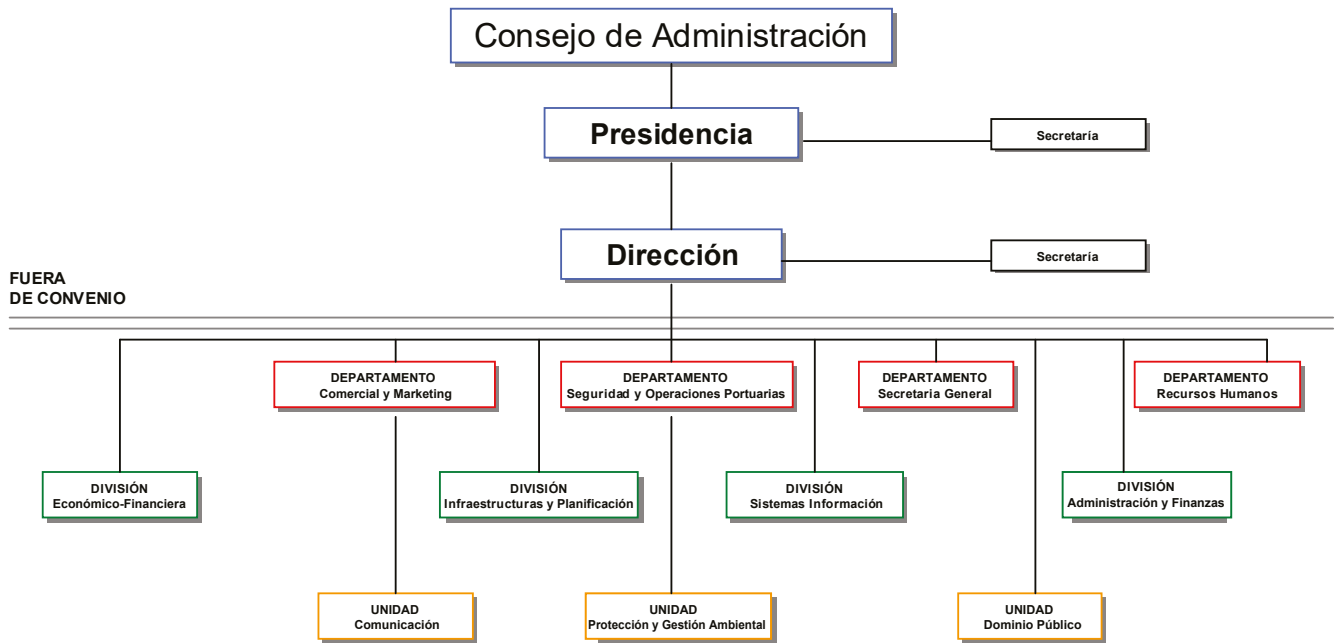 Consejo de Administración
Presidencia
Secretaría
Dirección
Secretaría
FUERA
DE CONVENIO
DEPARTAMENTO
Comercial y Marketing
DEPARTAMENTO
Seguridad y Operaciones Portuarias
DEPARTAMENTO
Secretaria General
DEPARTAMENTO
Recursos Humanos
DIVISIÓN
Económico-Financiera
DIVISIÓN
Infraestructuras y Planificación
DIVISIÓN
Sistemas Información
DIVISIÓN
Administración y Finanzas
UNIDAD
Comunicación
UNIDAD
Protección y Gestión Ambiental
UNIDAD
Dominio Público